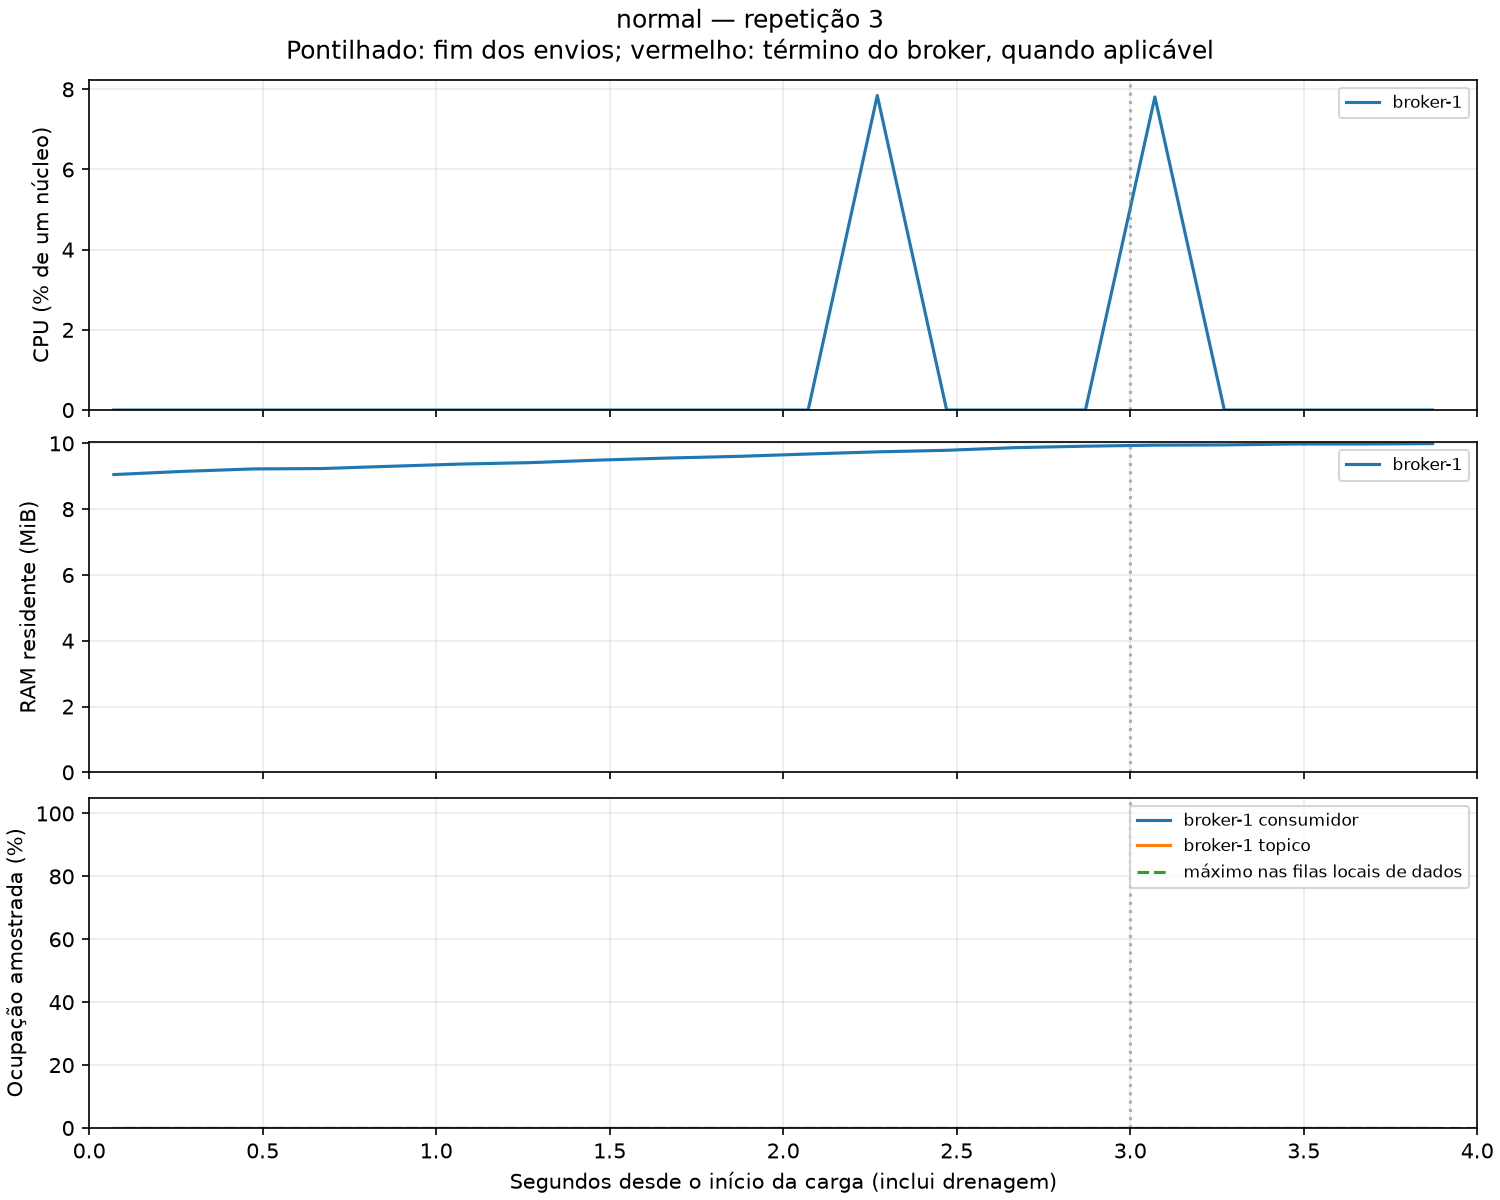 normal — repetição 3
Pontilhado: fim dos envios; vermelho: término do broker, quando aplicável
CPU (% de um núcleo)
8
6
4
2
0
broker-1
RAM residente (MiB)
10
8
6
4
2
0
broker-1
Ocupação amostrada (%)
100
80
60
40
20
0
broker-1 consumidor
broker-1 topico
máximo nas filas locais de dados
0.0 0.5 1.0 1.5 2.0 2.5 3.0 3.5 4.0
Segundos desde o início da carga (inclui drenagem)